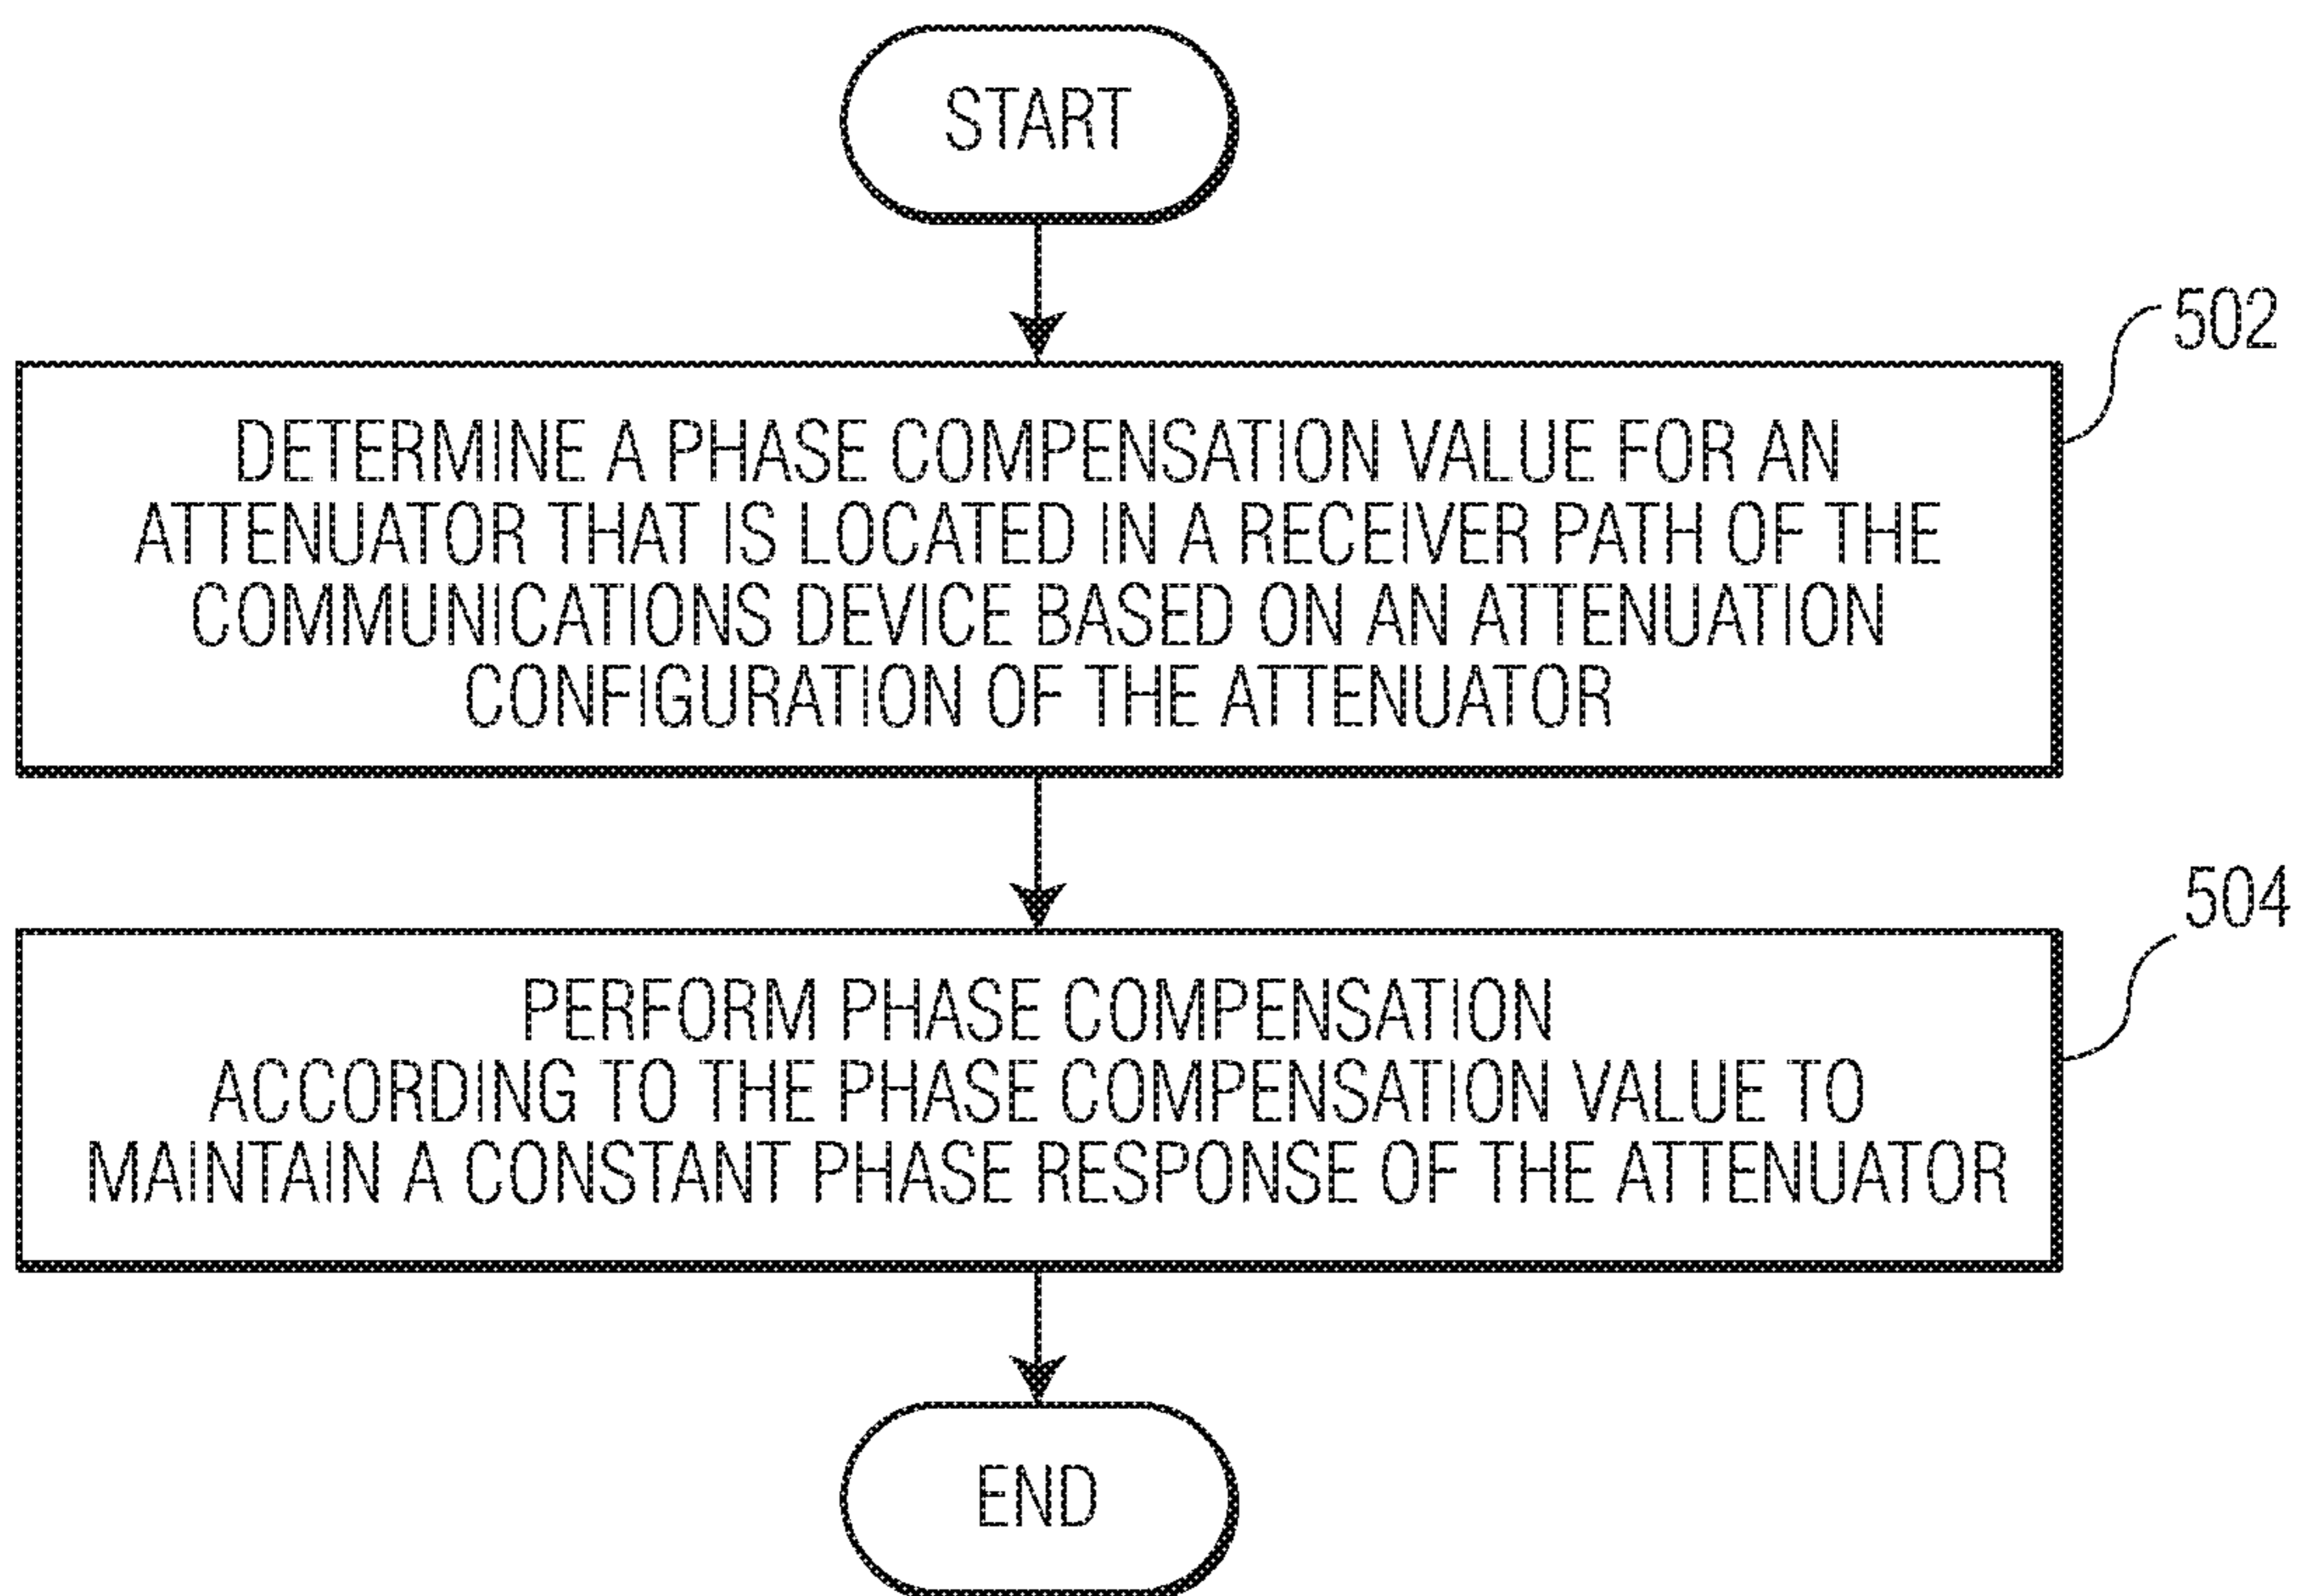 START
502
DETERMINE A PHASE COMPENSATION VALUE FOR AN
ATTENUATOR THAT IS LOCATED IN A RECEIVER PATH OF THE
COMMUNICATIONS DEVICE BASED ON AN ATTENUATION
CONFIGURATION OF THE ATTENUATOR
504
PERFORM PHASE COMPENSATION
ACCORDING TO THE PHASE COMPENSATION VALUE TO
MAINTAIN A CONSTANT PHASE RESPONSE OF THE ATTENUATOR
END